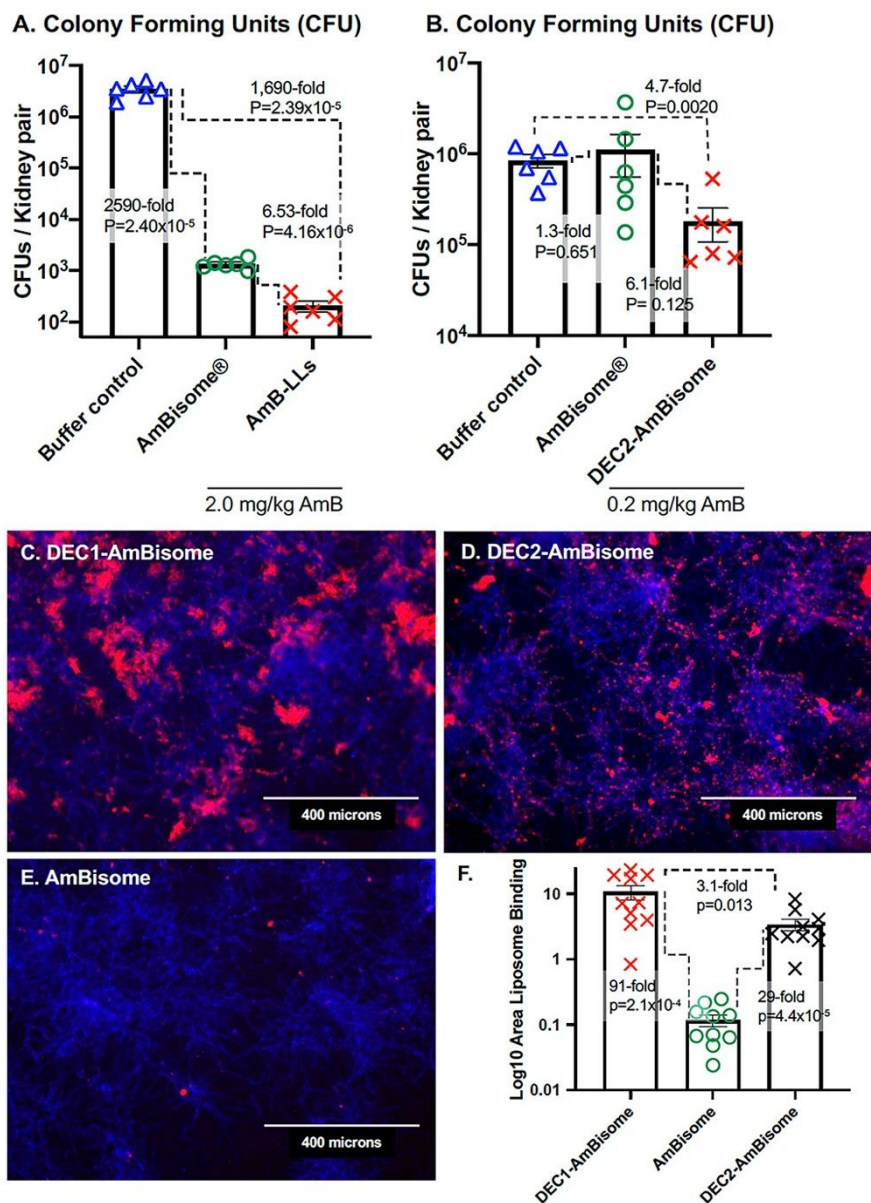 A. Colony Forming Units (CFU)
CFUs / Kidney pair
10^7
10^6
10^5
10^4
10^3
10^2
1,690-fold
P=2.39x10^-5
2590-fold
P=2.40x10^-5
6.53-fold
P=4.16x10^-6
Buffer control
AmBisome®
AmB-LLs
2.0 mg/kg AmB
B. Colony Forming Units (CFU)
CFUs / Kidney pair
10^7
10^6
10^5
10^4
4.7-fold
P=0.0020
1.3-fold
P=0.651
6.1-fold
P= 0.125
Buffer control
AmBisome®
DEC2-AmBisome
0.2 mg/kg AmB
C. DEC1-AmBisome
400 microns
D. DEC2-AmBisome
400 microns
E. AmBisome
400 microns
F.
Log10 Area Liposome Binding
10
1
0.1
0.01
3.1-fold
p=0.013
91-fold
p=2.1x10^-4
29-fold
p=4.4x10^-5
DEC1-AmBisome
AmBisome
DEC2-AmBisome